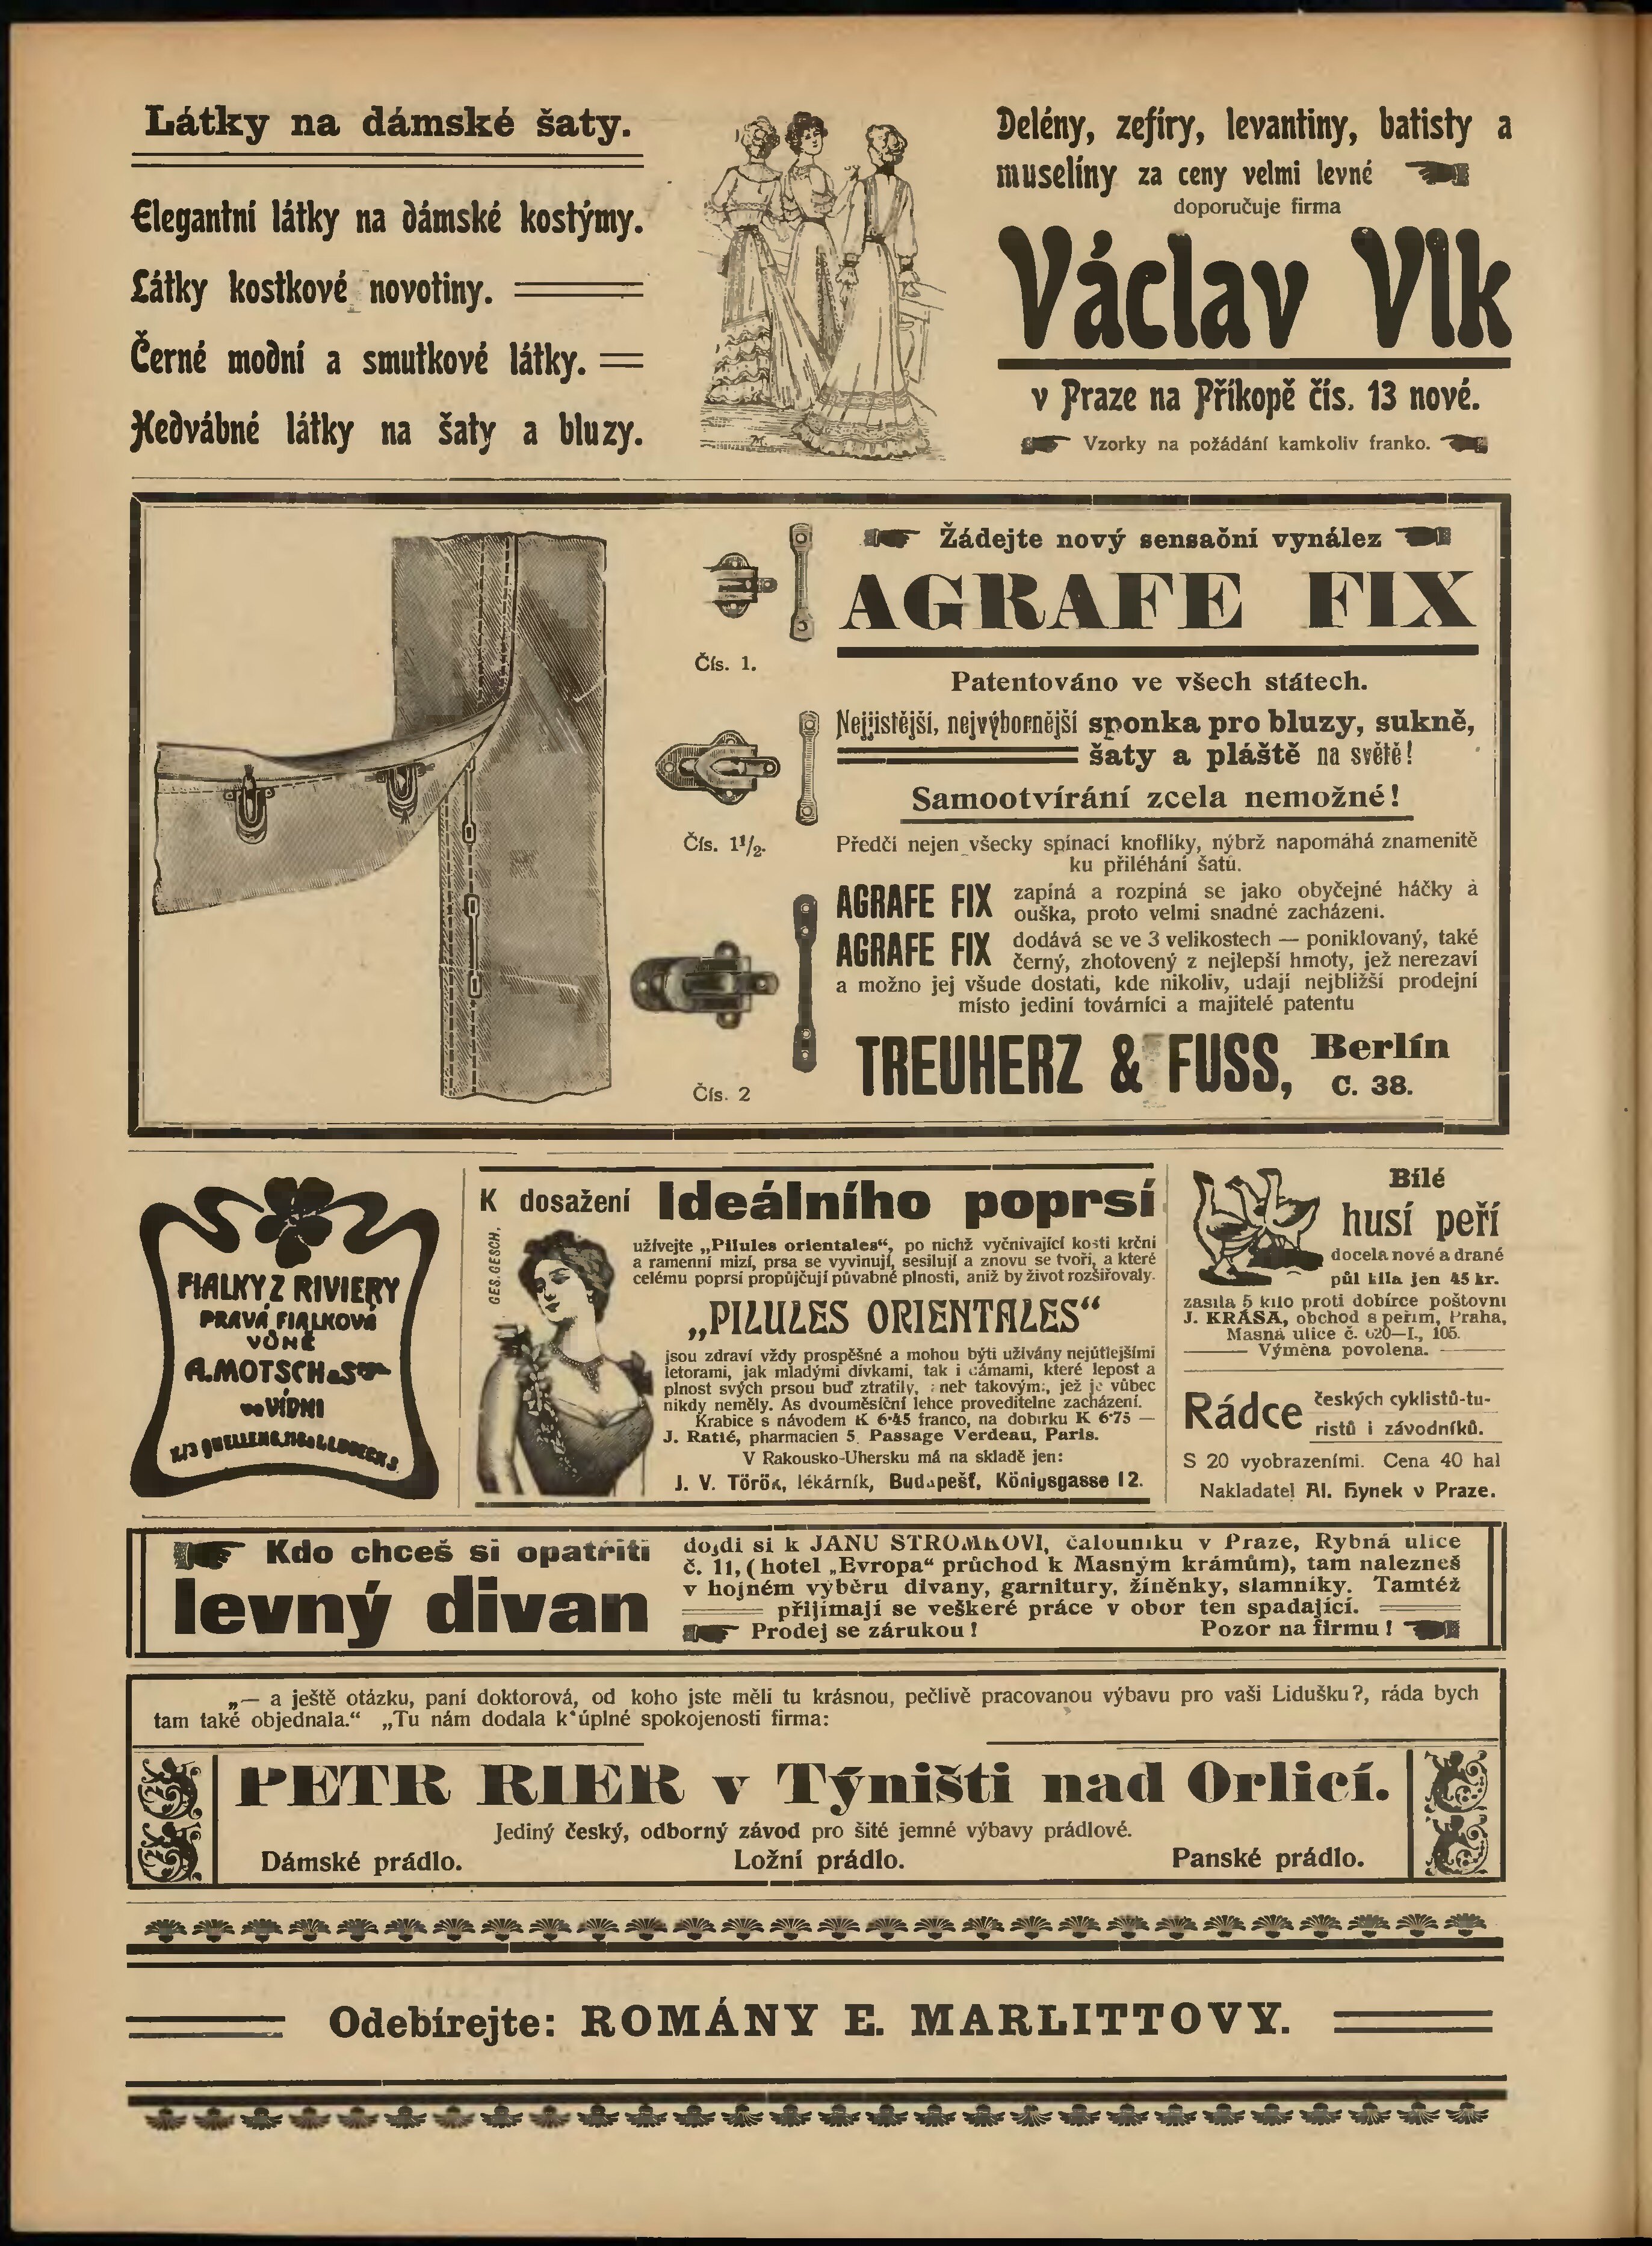 Látky na dámské šaty.
Elegantní látky na dámské kostýmy.
Látky kostkové novotiny.
Černé modní a smutkové látky.
Hedvábné látky na šaty a bluzy.
Delény, zefíry, levantiny, batisty a
muselíny za ceny velmi levné
doporučuje firma
Václav Vlk
v Praze na Příkopě čís. 13 nové.
Vzorky na požádání kamkoliv franko.
Čís. 1.
Čís. 1¹/₂.
Čís. 2
Žádejte nový sensační vynález
AGRAFE FIX
Patentováno ve všech státech.
Nejjistější, nejvýbornější sponka pro bluzy, sukně,
šaty a pláště na světě!
Samootvírání zcela nemožné!
Předčí nejen všecky spínací knoflíky, nýbrž napomáhá znamenitě
ku přiléhání šatů.
AGRAFE FIX zapíná a rozpíná se jako obyčejné háčky a
ouška, proto velmi snadné zacházení.
AGRAFE FIX dodává se ve 3 velikostech — poniklovaný, také
černý, zhotovený z nejlepší hmoty, jež nerezaví
a možno jej všude dostati, kde nikoliv, udají nejbližší prodejní
místo jediní továrníci a majitelé patentu
TREUHERZ & FUSS, Berlín
C. 38.
FIALKY Z RIVIERY
PRAVÁ FIALKOVÁ
VŮNĚ
A. MOTSCH & Sp
ve VÍDNI
GES. GESCH.
K dosažení Ideálního poprsí
užívejte „Pilules orientales“, po nichž vyčnívající kosti krční
a ramenní mizí, prsa se vyvinují, sesilují a znovu se tvoří, a které
celému poprsí propůjčují půvabné plnosti, aniž by život rozšiřovaly.
„PILULES ORIENTALES“
jsou zdraví vždy prospěšné a mohou býti užívány nejútlejšími
letorami, jak mladými dívkami, tak i dámami, které lepost a
plnost svých prsou buď ztratily, neb takovými, jež je vůbec
nikdy neměly. As dvouměsíční lehce proveditelne zacházení.
Krabice s návodem K 6·45 franco, na dobírku K 6·75 —
J. Ratié, pharmacien 5. Passage Verdeau, Paris.
V Rakousko-Uhersku má na skladě jen:
J. V. Török, lékárník, Budapešť, Königsgasse 12.
Bílé
husí peří
docela nové a drané
půl kila jen 45 kr.
zasílá 5 kilo proti dobírce poštovní
J. KRÁSA, obchod s peřím, Praha,
Masná ulice č. 620—I., 105.
Výměna povolena.
Rádce českých cyklistů-tu-
ristů i závodníků.
S 20 vyobrazeními. Cena 40 hal
Nakladatel Al. Hynek v Praze.
Kdo chceš si opatřiti
levný divan
dojdi si k JANU STROMKOVI, čalouníku v Praze, Rybná ulice
č. 11, (hotel „Evropa“ průchod k Masným krámům), tam nalezneš
v hojném výběru divany, garnitury, žíněnky, slamníky. Tamtéž
přijímají se veškeré práce v obor ten spadající.
Prodej se zárukou! Pozor na firmu!
„— a ještě otázku, paní doktorová, od koho jste měli tu krásnou, pečlivě pracovanou výbavu pro vaši Lidušku?, ráda bych
tam také objednala.“ „Tu nám dodala k úplné spokojenosti firma:
PETR RIER v Týništi nad Orlicí.
Jediný český, odborný závod pro šité jemné výbavy prádlové.
Dámské prádlo. Ložní prádlo. Panské prádlo.
Odebírejte: ROMÁNY E. MARLITTOVY.